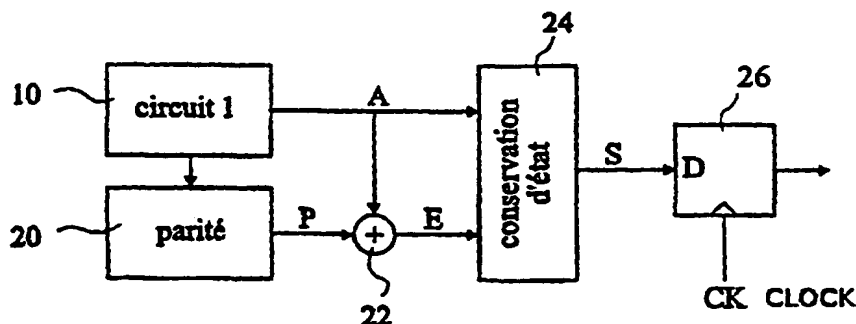 24
10
circuit 1
A
26
conservation
d'état
S
D
20
parité
P
+
E
22
CK CLOCK